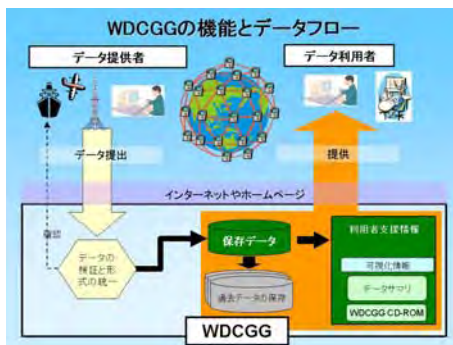 WDCGGの機能とデータフロー
データ提供者
データ利用者
データ提出
提供
インターネットやホームページ
確認
データの
検証と形
式の統一
保存データ
過去データの保存
利用者支援情報
可視化情報
データサマリ
WDCGG CD-ROM
WDCGG